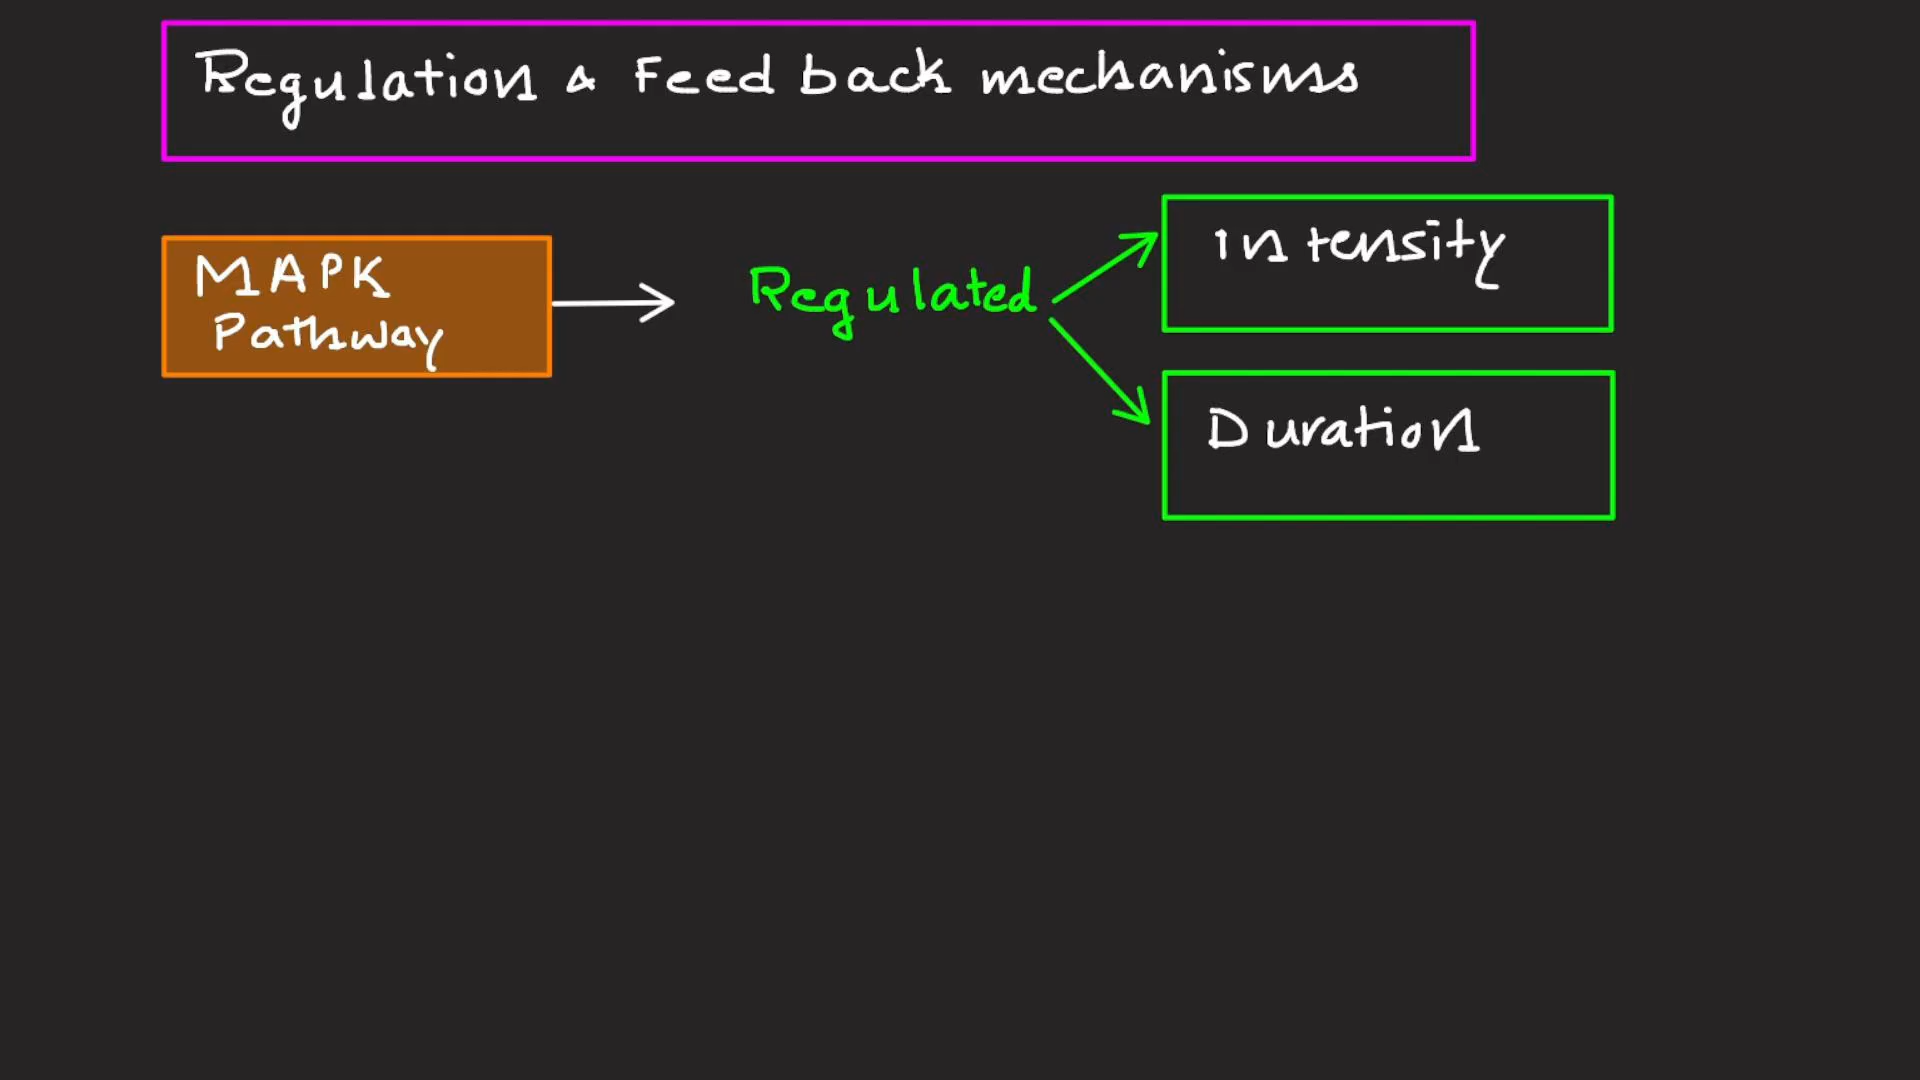 Regulation & Feed back mechanisms
MAPK
Pathway
Regulated
Intensity
Duration